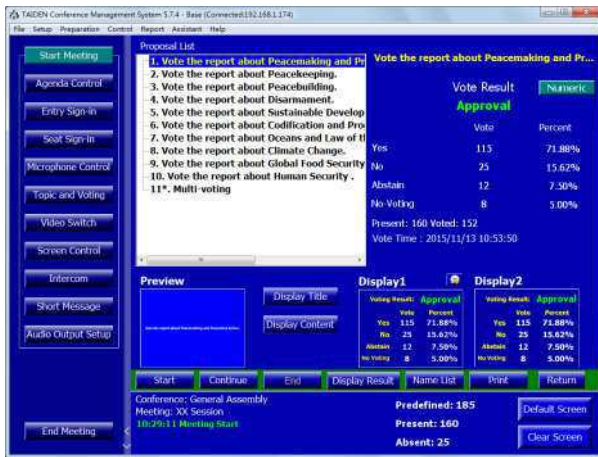 TAIDEN Conference Management System 5.7.4 - Base (Connected:192.168.1.174)
File Setup Preparation Control Report Assistant Help
Start Meeting
Agenda Control
Entry Sign-in
Seat Sign-in
Microphone Control
Topic and Voting
Video Switch
Screen Control
Intercom
Short Message
Audio Output Setup
End Meeting
Proposal List
1. Vote the report about Peacemaking and Pr
2. Vote the report about Peacekeeping.
3. Vote the report about Peacebuilding.
4. Vote the report about Disarmament.
5. Vote the report about Sustainable Develop
6. Vote the report about Codification and Pro
7. Vote the report about Oceans and Law of t
8. Vote the report about Climate Change.
9. Vote the report about Global Food Security
10. Vote the report about Human Security .
11*. Multi-voting
Vote the report about Peacemaking and Pr...
Vote Result Numeric
Approval
Vote Percent
Yes 115 71.88%
No 25 15.62%
Abstain 12 7.50%
No Voting 8 5.00%
Present: 160 Voted: 152
Vote Time : 2015/11/13 10:53:50
Preview
Display Title
Display Content
Display1
Voting Result: Approval
Vote Percent
Yes 115 71.88%
No 25 15.62%
Abstain 12 7.50%
No Voting 8 5.00%
Display2
Voting Result: Approval
Vote Percent
Yes 115 71.88%
No 25 15.62%
Abstain 12 7.50%
No Voting 8 5.00%
Start Continue End Display Result Name List Print Return
Conference: General Assembly
Meeting: XX Session
10:29:11 Meeting Start
Predefined: 185
Present: 160
Absent: 25
Default Screen
Clear Screen